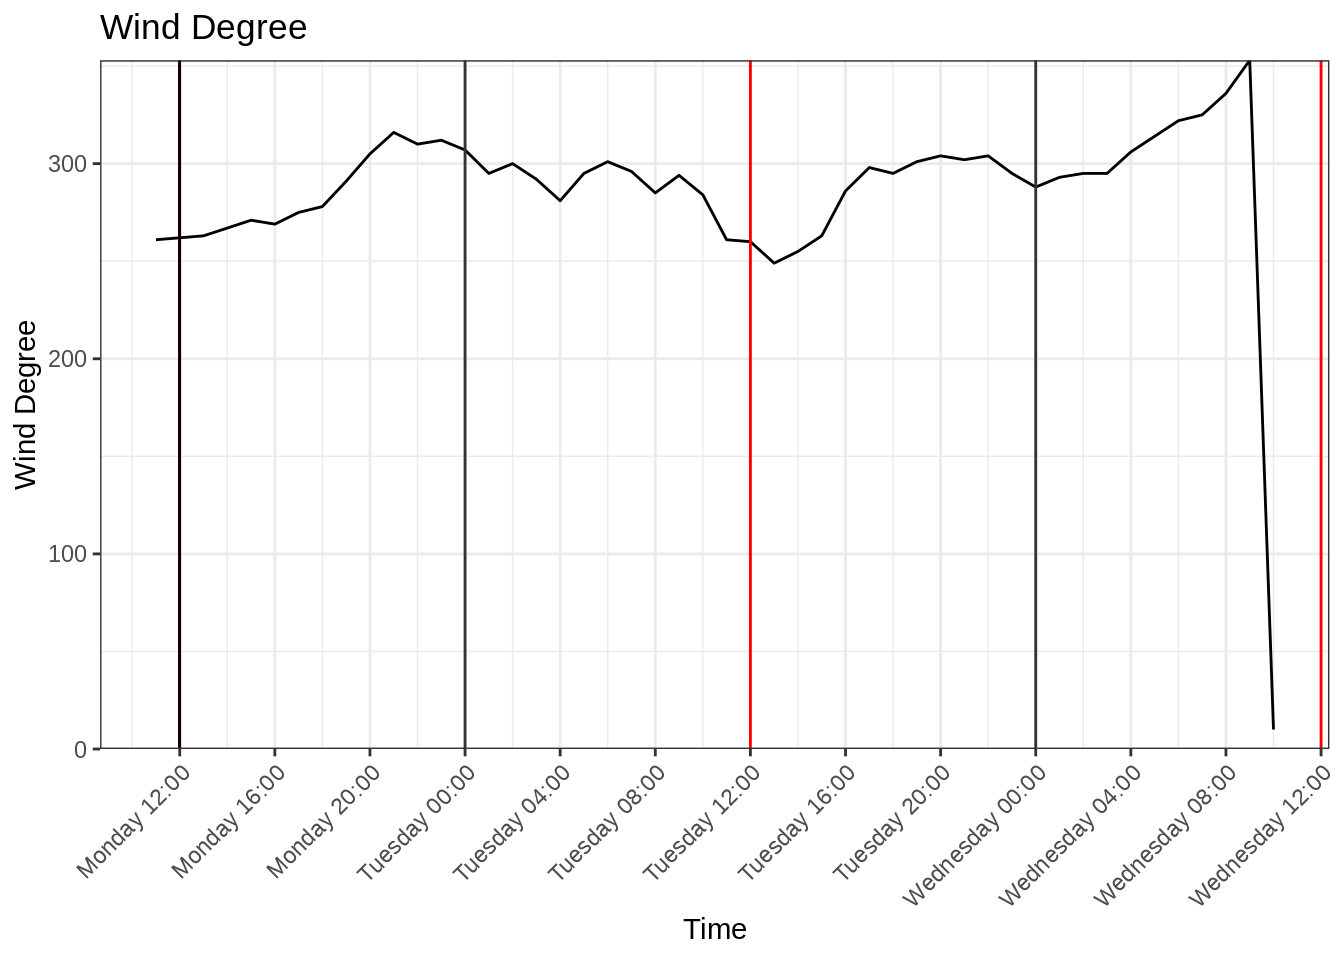 Wind Degree
Wind Degree
300
200
100
0
Monday 12:00
Monday 16:00
Monday 20:00
Tuesday 00:00
Tuesday 04:00
Tuesday 08:00
Tuesday 12:00
Tuesday 16:00
Tuesday 20:00
Wednesday 00:00
Wednesday 04:00
Wednesday 08:00
Wednesday 12:00
Time